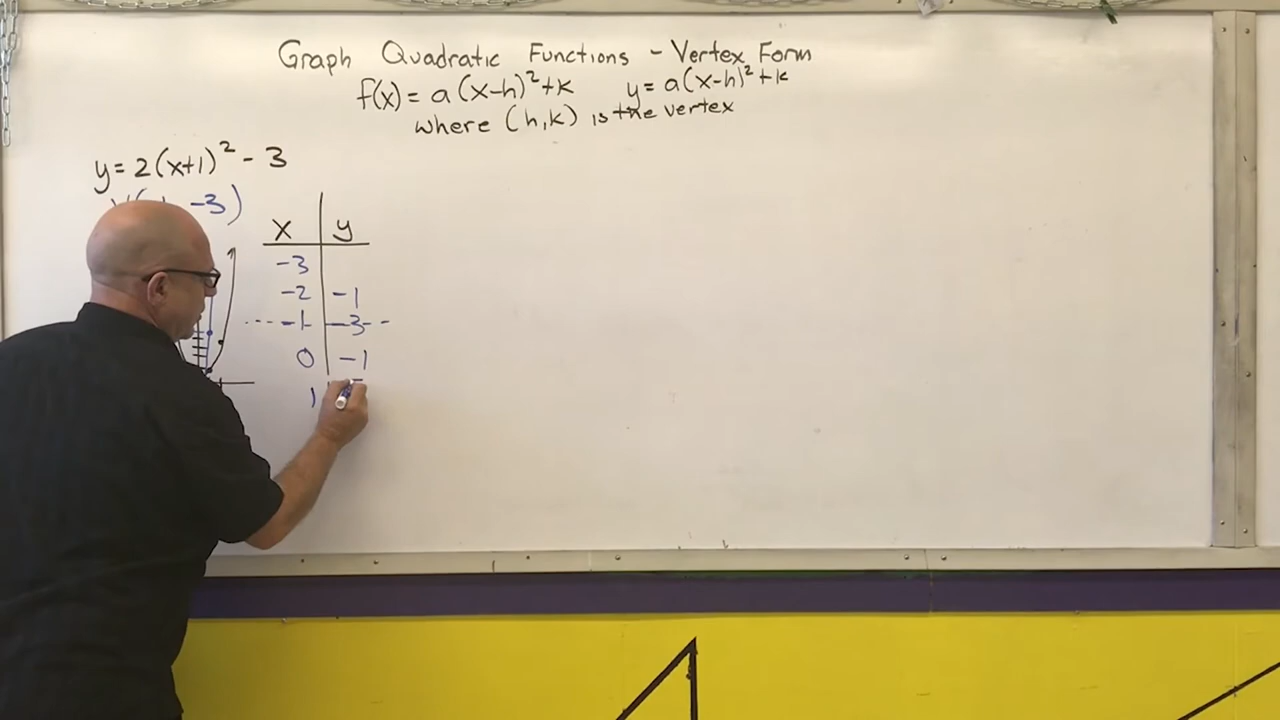 Graph Quadratic Functions - Vertex Form
f(x) = a(x-h)²+k y = a(x-h)²+k
where (h,k) is the vertex
y = 2(x+1)² - 3
-3)
x y
-3
-2 -1
-1 -3
0 -1
1